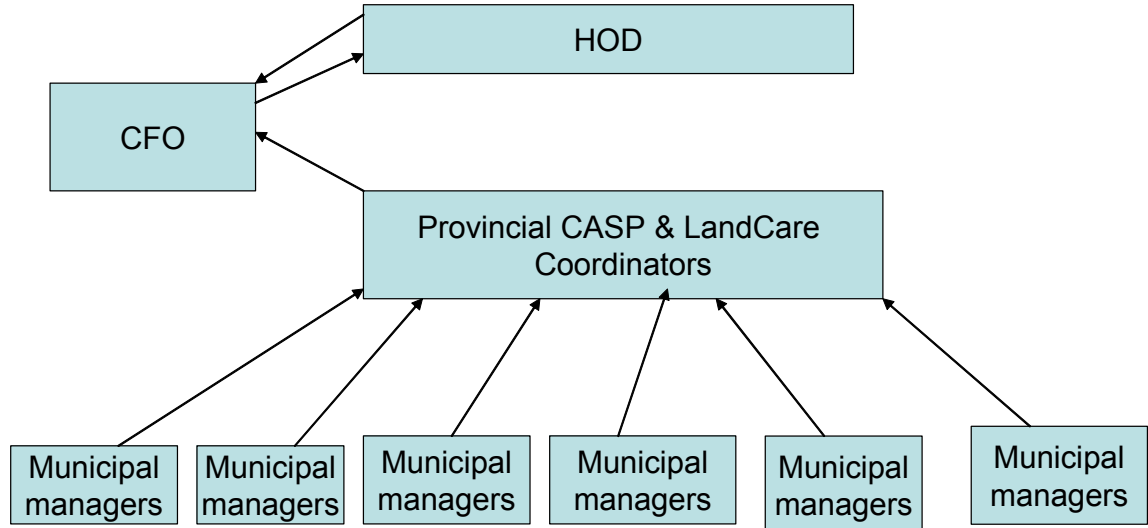 HOD
CFO
Provincial CASP & LandCare
Coordinators
Municipal
managers
Municipal
managers
Municipal
managers
Municipal
managers
Municipal
managers
Municipal
managers